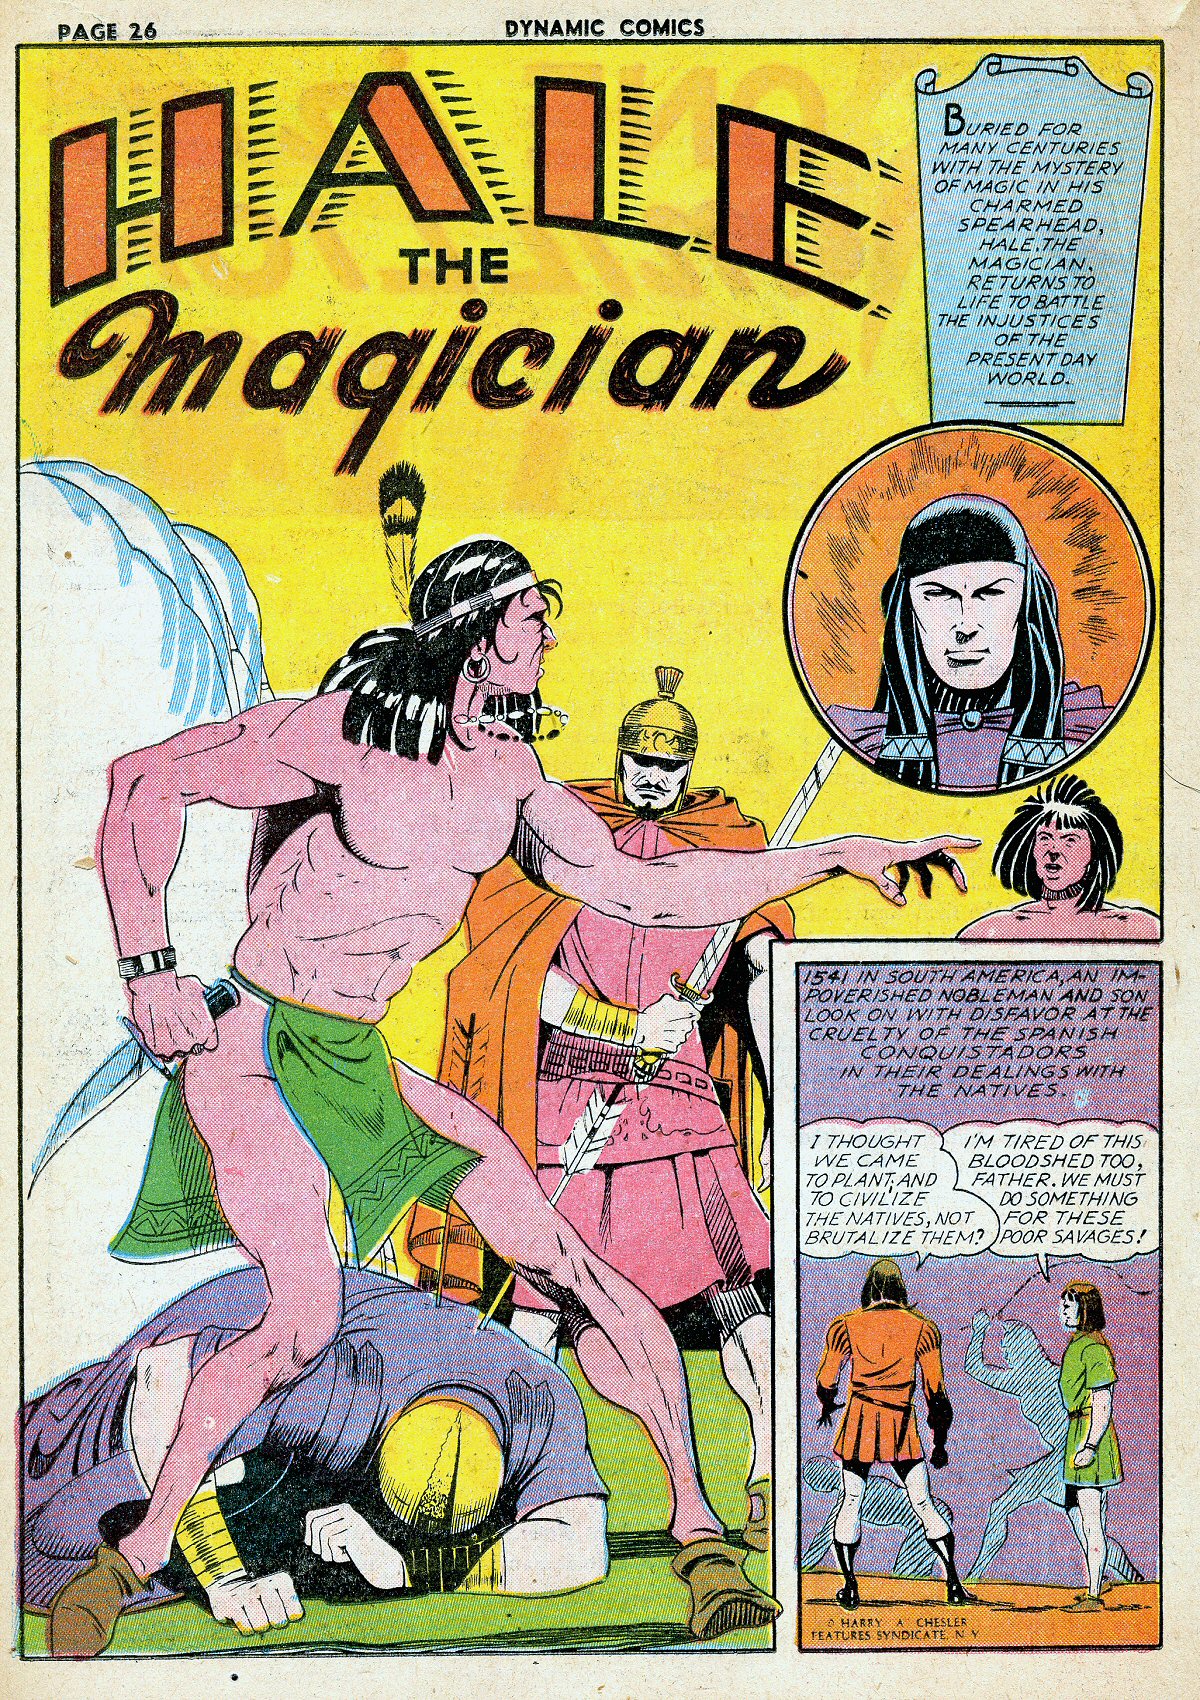 PAGE 26
DYNAMIC COMICS
HALE
THE
Magician
BURIED FOR
MANY CENTURIES
WITH THE MYSTERY
OF MAGIC IN HIS
CHARMED
SPEARHEAD,
HALE, THE
MAGICIAN,
RETURNS TO
LIFE TO BATTLE
THE INJUSTICES
OF THE
PRESENT DAY
WORLD.
1541 IN SOUTH AMERICA, AN IM-
POVERISHED NOBLEMAN AND SON
LOOK ON WITH DISFAVOR AT THE
CRUELTY OF THE SPANISH
CONQUISTADORS
IN THEIR DEALINGS WITH
THE NATIVES.
I THOUGHT
WE CAME
TO PLANT, AND
TO CIVILIZE
THE NATIVES, NOT
BRUTALIZE THEM?
I'M TIRED OF THIS
BLOODSHED TOO,
FATHER. WE MUST
DO SOMETHING
FOR THESE
POOR SAVAGES!
© HARRY "A" CHESLER
FEATURES SYNDICATE, N.Y.